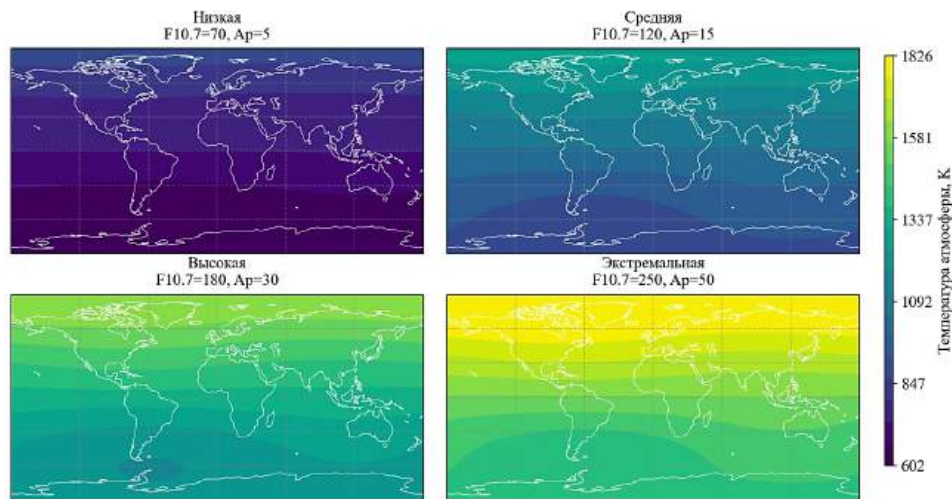 Низкая
F10.7=70, Ap=5
Средняя
F10.7=120, Ap=15
Высокая
F10.7=180, Ap=30
Экстремальная
F10.7=250, Ap=50
1826
1581
1337
1092
847
602
Температура атмосферы, К